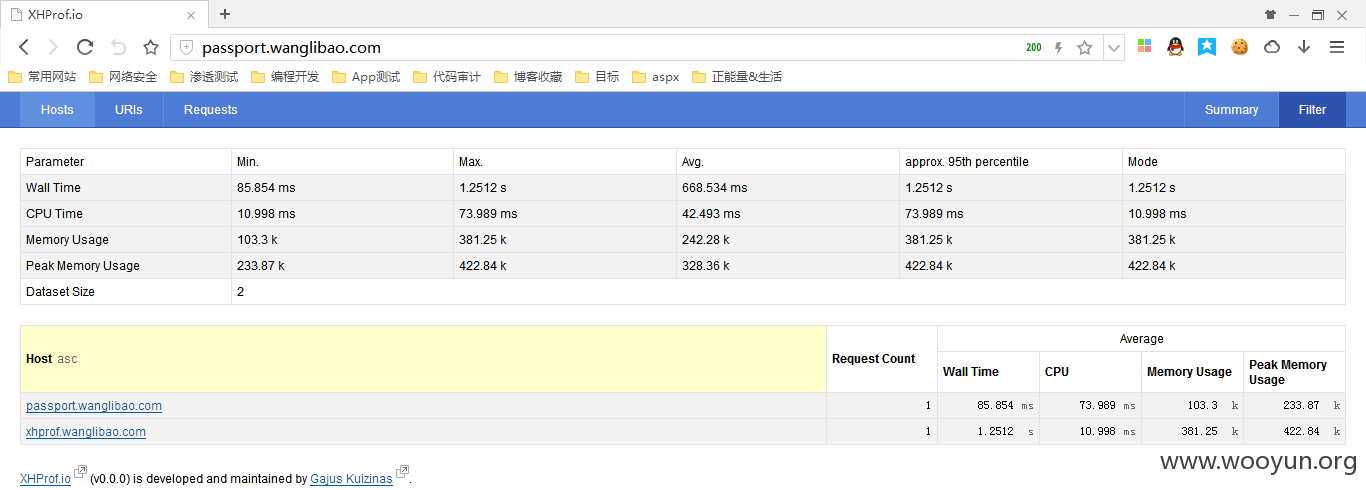 XHProf.io
passport.wanglibao.com 200
常用网站 网络安全 渗透测试 编程开发 App测试 代码审计 博客收藏 目标 aspx 正能量&生活
Hosts URIs Requests Summary Filter
Parameter Min. Max. Avg. approx. 95th percentile Mode
Wall Time 85.854 ms 1.2512 s 668.534 ms 1.2512 s 1.2512 s
CPU Time 10.998 ms 73.989 ms 42.493 ms 73.989 ms 10.998 ms
Memory Usage 103.3 k 381.25 k 242.28 k 381.25 k 381.25 k
Peak Memory Usage 233.87 k 422.84 k 328.36 k 422.84 k 422.84 k
Dataset Size 2
Average
Host asc Request Count Wall Time CPU Memory Usage Peak Memory Usage
passport.wanglibao.com 1 85.854 ms 73.989 ms 103.3 k 233.87 k
xhprof.wanglibao.com 1 1.2512 s 10.998 ms 381.25 k 422.84 k
XHProf.io (v0.0.0) is developed and maintained by Gajus Kuizinas.
www.wooyun.org